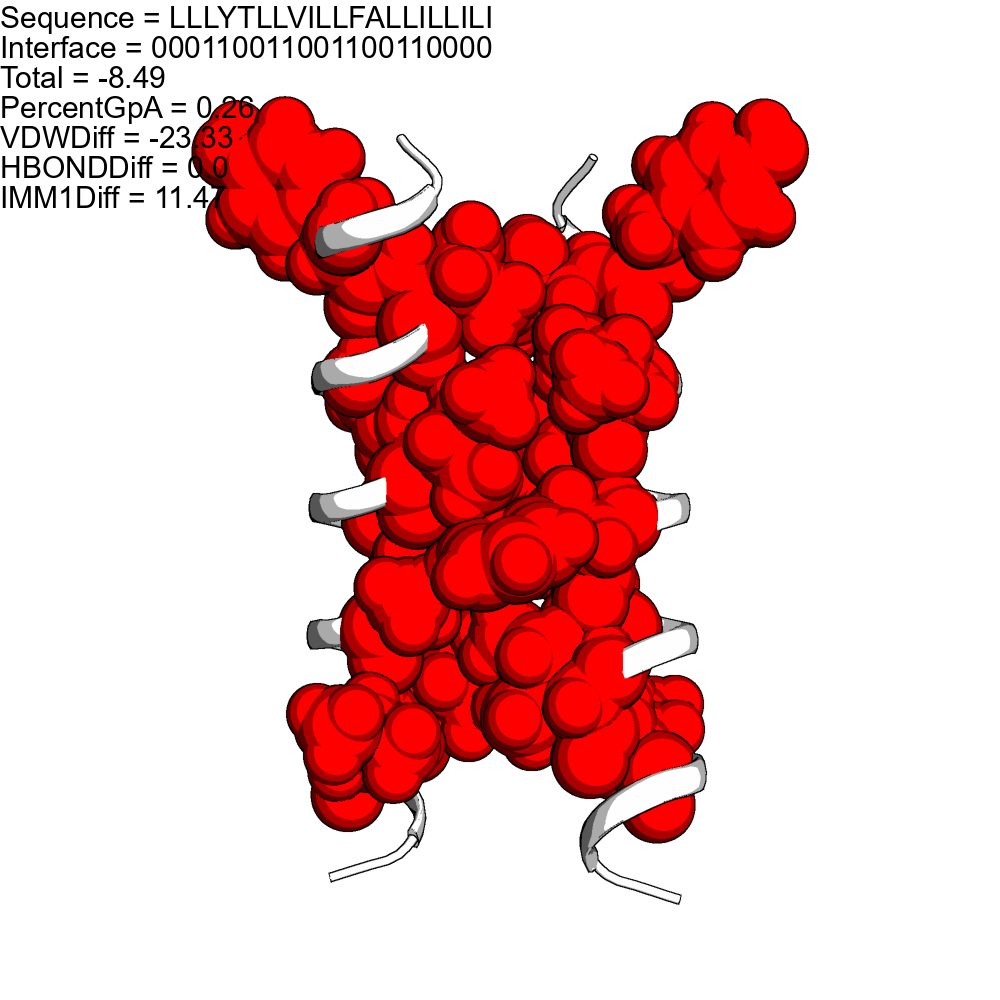 Sequence = LLLYTLLVILLFALLILLILI
Interface = 000110011001100110000
Total = -8.49
PercentGpA = 0.26
VDWDiff = -23.33
HBONDDiff = 0.0
IMM1Diff = 11.47